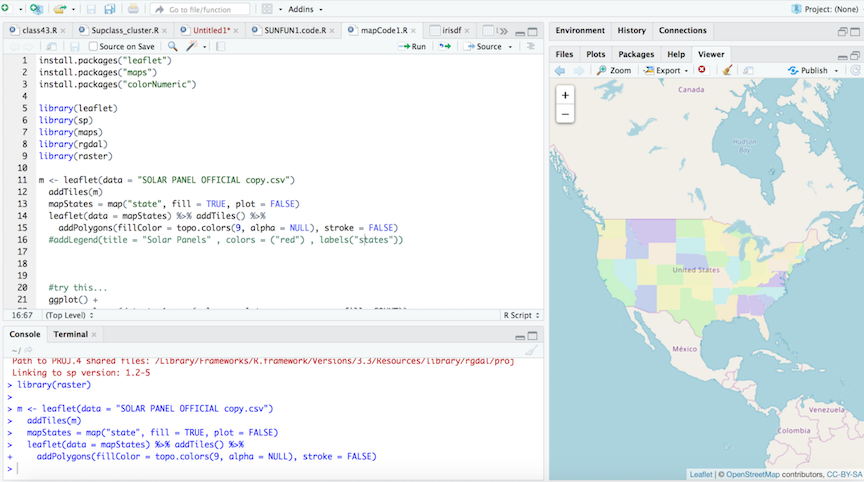 Go to file/function
Addins
Project: (None)
class43.R
Supclass_cluster.R
Untitled1*
SUNFUN1.code.R
mapCode1.R
irisdf
Source on Save
Run
Source
1 install.packages("leaflet")
2 install.packages("maps")
3 install.packages("colorNumeric")
4
5 library(leaflet)
6 library(sp)
7 library(maps)
8 library(rgdal)
9 library(raster)
10
11 m <- leaflet(data = "SOLAR PANEL OFFICIAL copy.csv")
12 addTiles(m)
13 mapStates = map("state", fill = TRUE, plot = FALSE)
14 leaflet(data = mapStates) %>% addTiles() %>%
15 addPolygons(fillColor = topo.colors(9, alpha = NULL), stroke = FALSE)
16 #addLegend(title = "Solar Panels" , colors = ("red") , labels("states"))
17
18
19
20 #try this...
21 ggplot() +
16:67 (Top Level) R Script
Console Terminal
~/
Path to PROJ.4 shared files: /Library/Frameworks/R.framework/Versions/3.3/Resources/library/rgdal/proj
Linking to sp version: 1.2-5
> library(raster)
>
> m <- leaflet(data = "SOLAR PANEL OFFICIAL copy.csv")
> addTiles(m)
> mapStates = map("state", fill = TRUE, plot = FALSE)
> leaflet(data = mapStates) %>% addTiles() %>%
+ addPolygons(fillColor = topo.colors(9, alpha = NULL), stroke = FALSE)
>
Environment History Connections
Files Plots Packages Help Viewer
Zoom Export Publish
+
−
Canada
Hudson
Bay
United States
México
Venezuela
Colombia
Leaflet | © OpenStreetMap contributors, CC-BY-SA